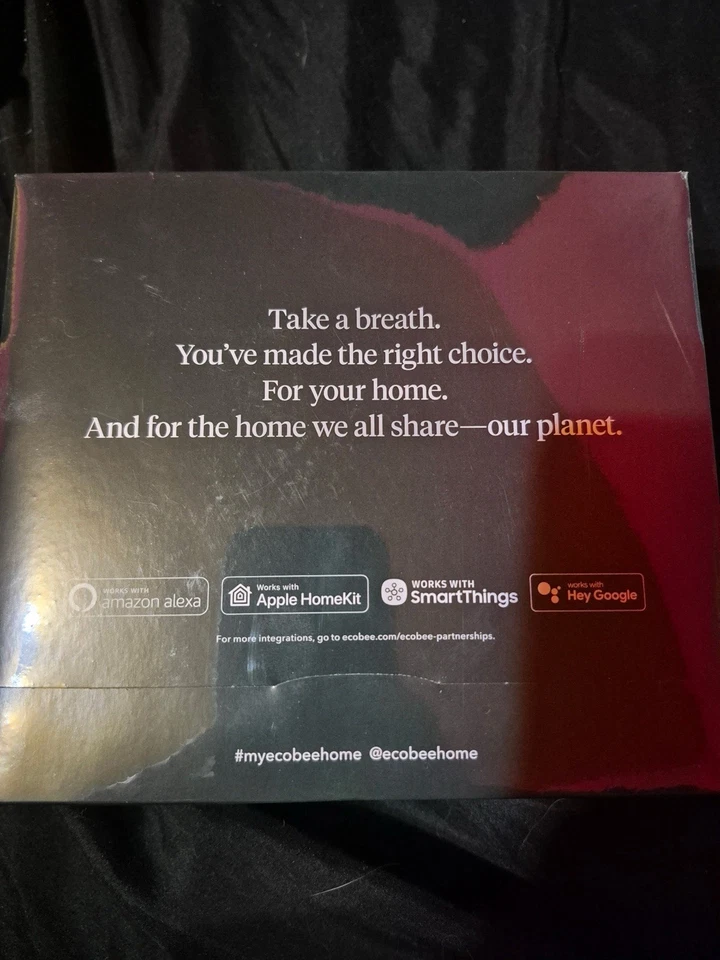 Take a breath.
You've made the right choice.
For your home.
And for the home we all share—our planet.
WORKS WITH
amazon alexa
Works with
Apple HomeKit
WORKS WITH
SmartThings
works with
Hey Google
For more integrations, go to ecobee.com/ecobee-partnerships.
#myecobeehome @ecobeehome